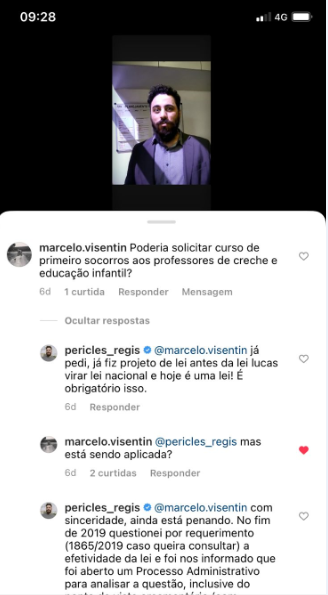 09:28
4G
marcelo.visentin Poderia solicitar curso de
primeiro socorros aos professores de creche e
educação infantil?
6d 1 curtida Responder Mensagem
Ocultar respostas
pericles_regis @marcelo.visentin já
pedi, já fiz projeto de lei antes da lei lucas
virar lei nacional e hoje é uma lei! É
obrigatório isso.
6d Responder
marcelo.visentin @pericles_regis mas
está sendo aplicada?
6d 2 curtidas Responder
pericles_regis @marcelo.visentin com
sinceridade, ainda está penando. No fim
de 2019 questionei por requerimento
(1865/2019 caso queira consultar) a
efetividade da lei e foi nos informado que
foi aberto um Processo Administrativo
para analisar a questão, inclusive do